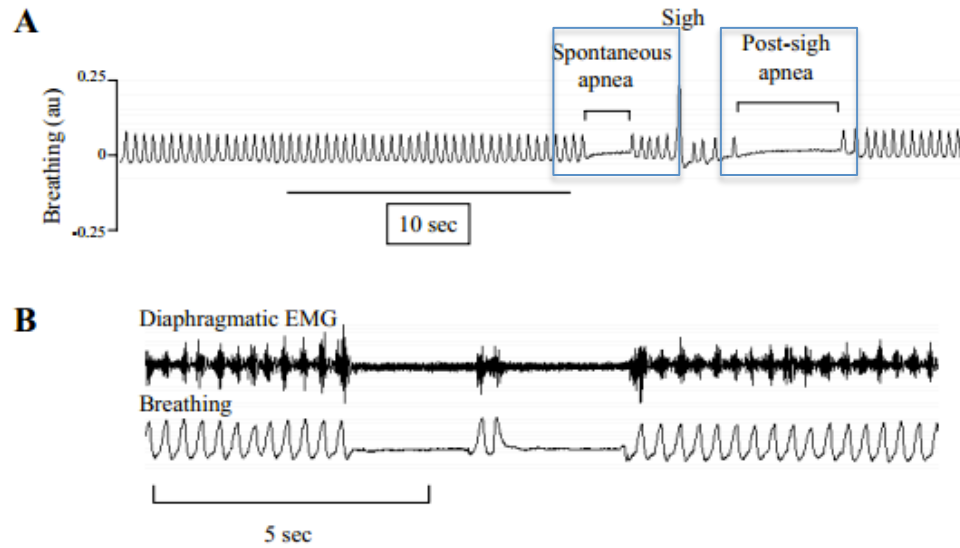 A
Sigh
Spontaneous
apnea
Post-sigh
apnea
Breathing (au)
0.25
0
-0.25
10 sec
B
Diaphragmatic EMG
Breathing
5 sec